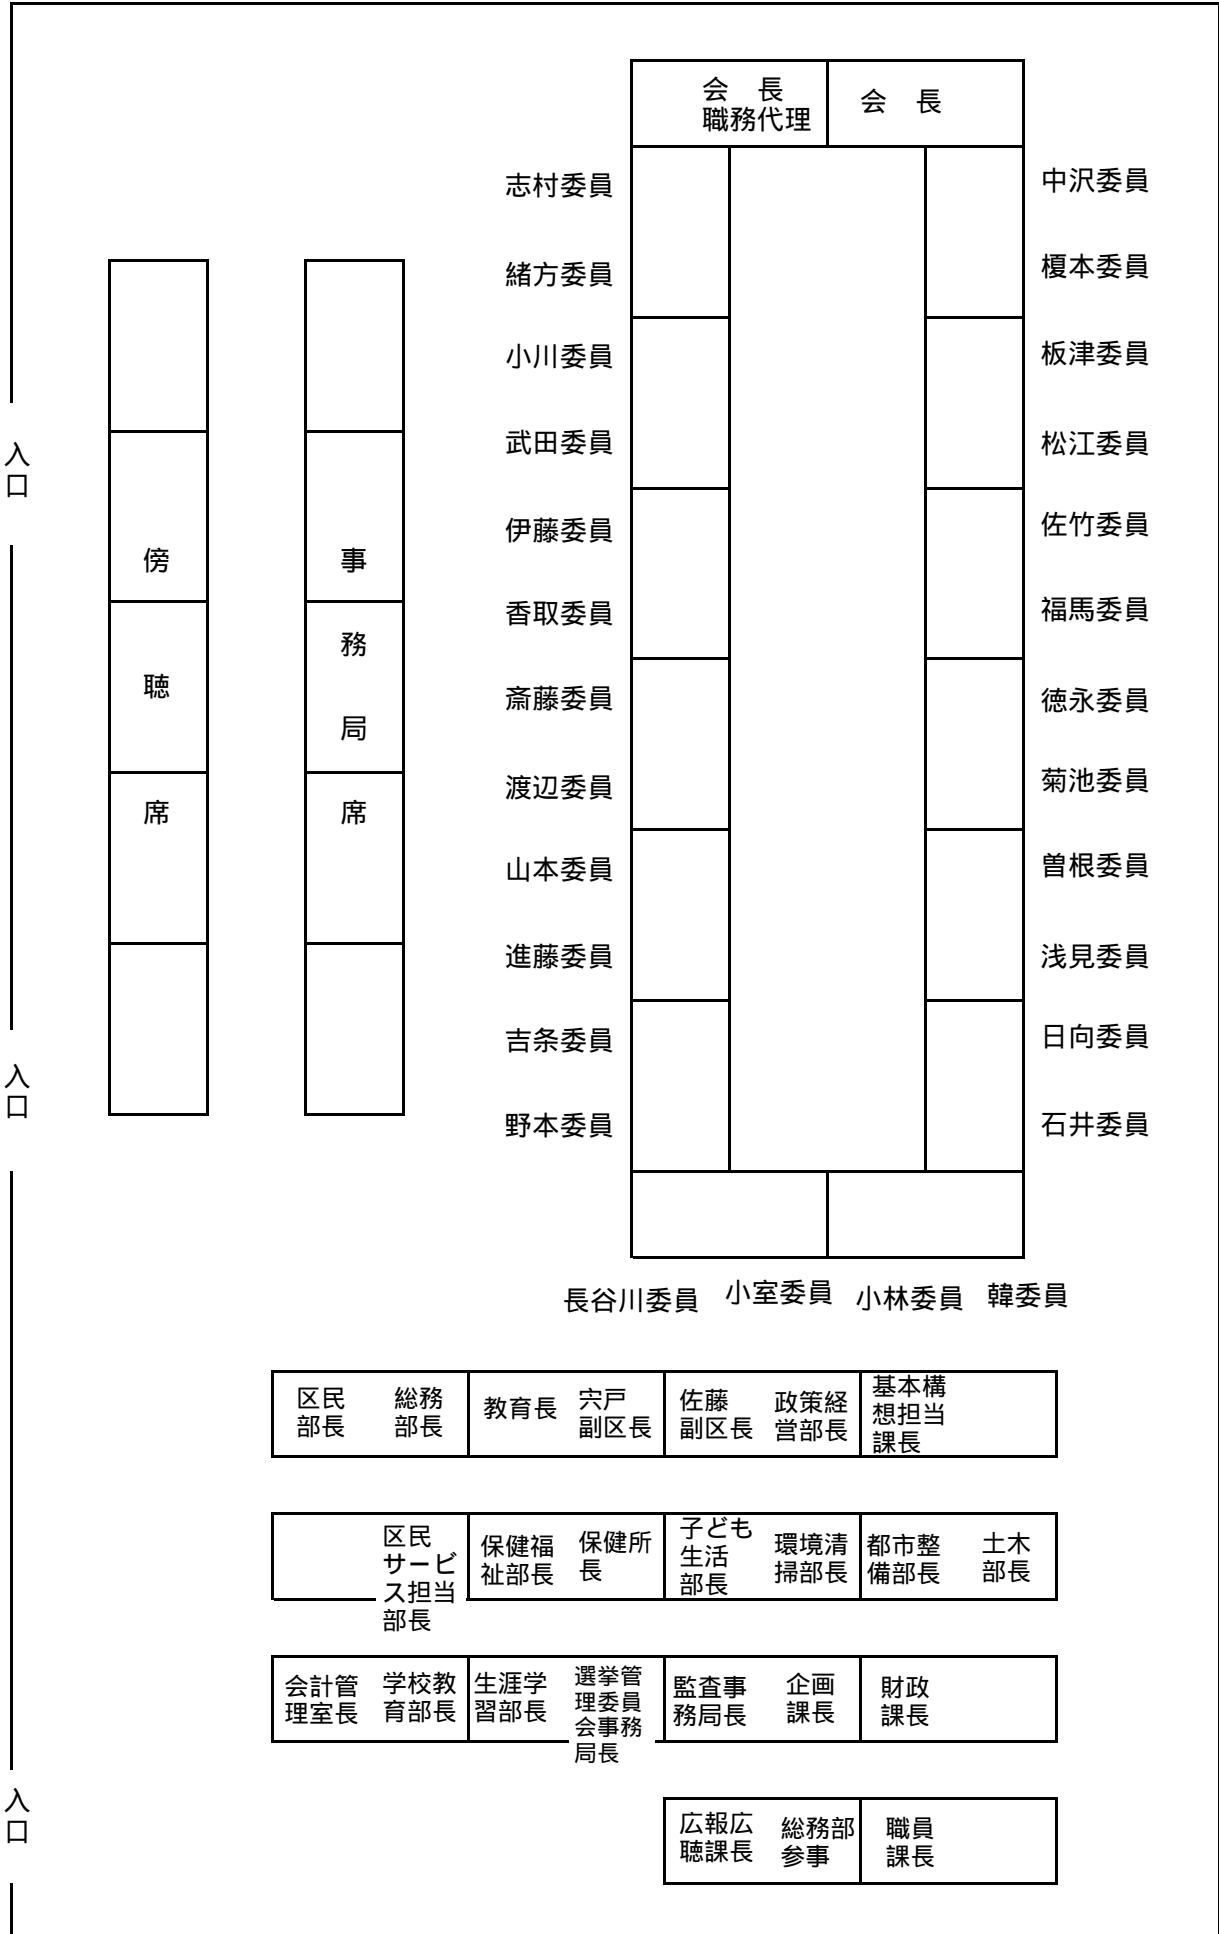 会　長
職務代理
会　長
志村委員
中沢委員
緒方委員
榎本委員
小川委員
板津委員
武田委員
松江委員
伊藤委員
佐竹委員
香取委員
福馬委員
斎藤委員
徳永委員
渡辺委員
菊池委員
山本委員
曽根委員
進藤委員
浅見委員
吉条委員
日向委員
野本委員
石井委員
長谷川委員
小室委員
小林委員
韓委員
入
口
入
口
入
口
傍
聴
席
事
務
局
席
区民
部長
総務
部長
教育長
宍戸
副区長
佐藤
副区長
政策経
営部長
基本構
想担当
課長
区民
サービ
ス担当
部長
保健福
祉部長
保健所
長
子ども
生活
部長
環境清
掃部長
都市整
備部長
土木
部長
会計管
理室長
学校教
育部長
生涯学
習部長
選挙管
理委員
会事務
局長
監査事
務局長
企画
課長
財政
課長
広報広
聴課長
総務部
参事
職員
課長